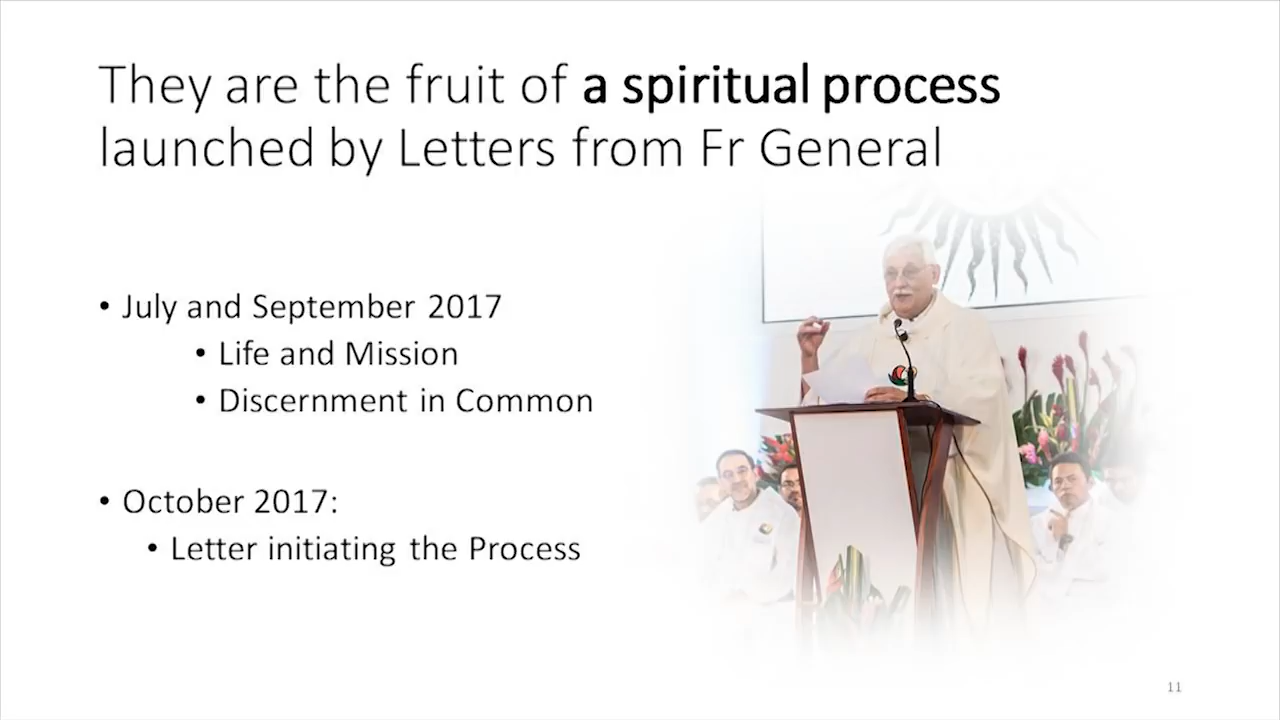 They are the fruit of a spiritual process
launched by Letters from Fr General
• July and September 2017
• Life and Mission
• Discernment in Common
• October 2017:
• Letter initiating the Process
11